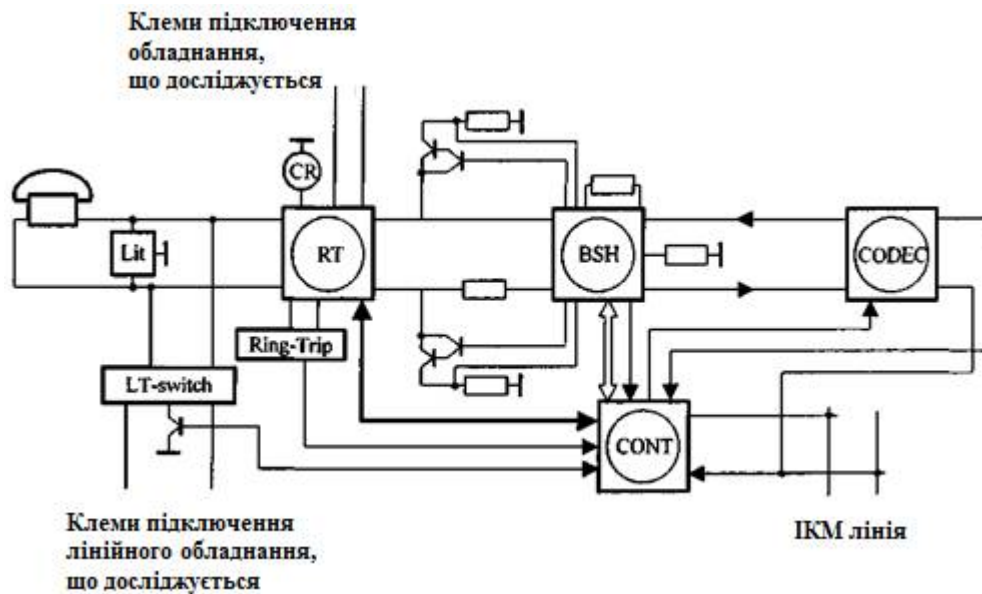 Клеми підключення
обладнання,
що досліджується
CR
Lit
RT
BSH
CODEC
Ring-Trip
LT-switch
CONT
Клеми підключення
лінійного обладнання,
що досліджується
ІКМ лінія